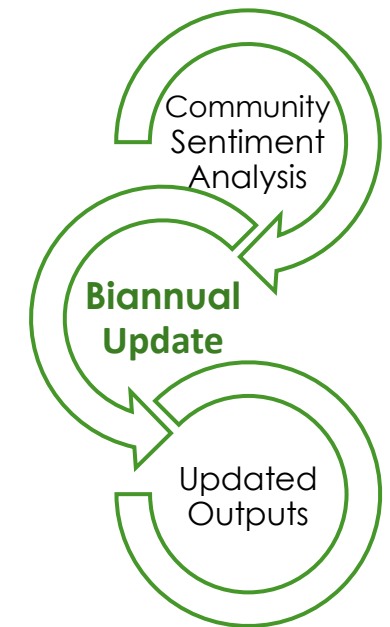 Community
Sentiment
Analysis
Biannual
Update
Updated
Outputs